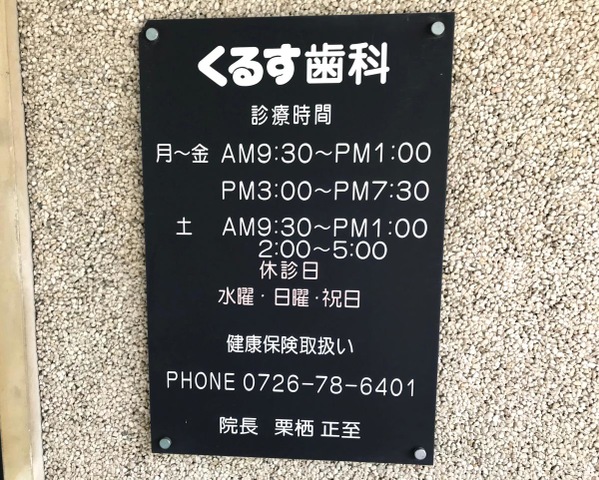 くるす歯科
診療時間
月〜金 AM9:30〜PM1:00
PM3:00〜PM7:30
土 AM9:30〜PM1:00
2:00〜5:00
休診日
水曜・日曜・祝日
健康保険取扱い
PHONE 0726-78-6401
院長 栗栖 正至